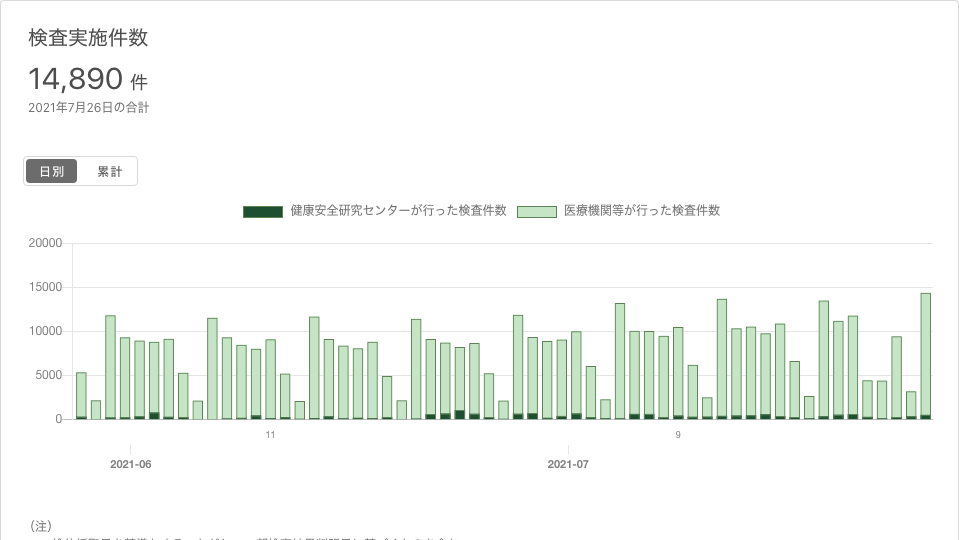 検査実施件数
14,890 件
2021年7月26日の合計
日別 累計
健康安全研究センターが行った検査件数 医療機関等が行った検査件数
20000
15000
10000
5000
0
11 9
2021-06 2021-07
（注）